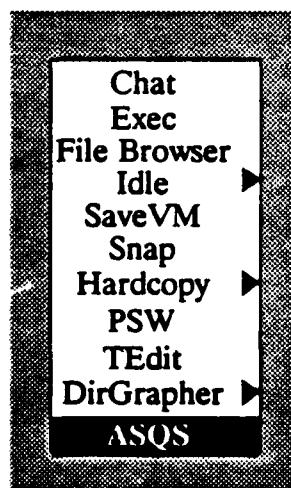 Chat
Exec
File Browser
Idle
SaveVM
Snap
Hardcopy
PSW
TEdit
DirGrapher
ASQS